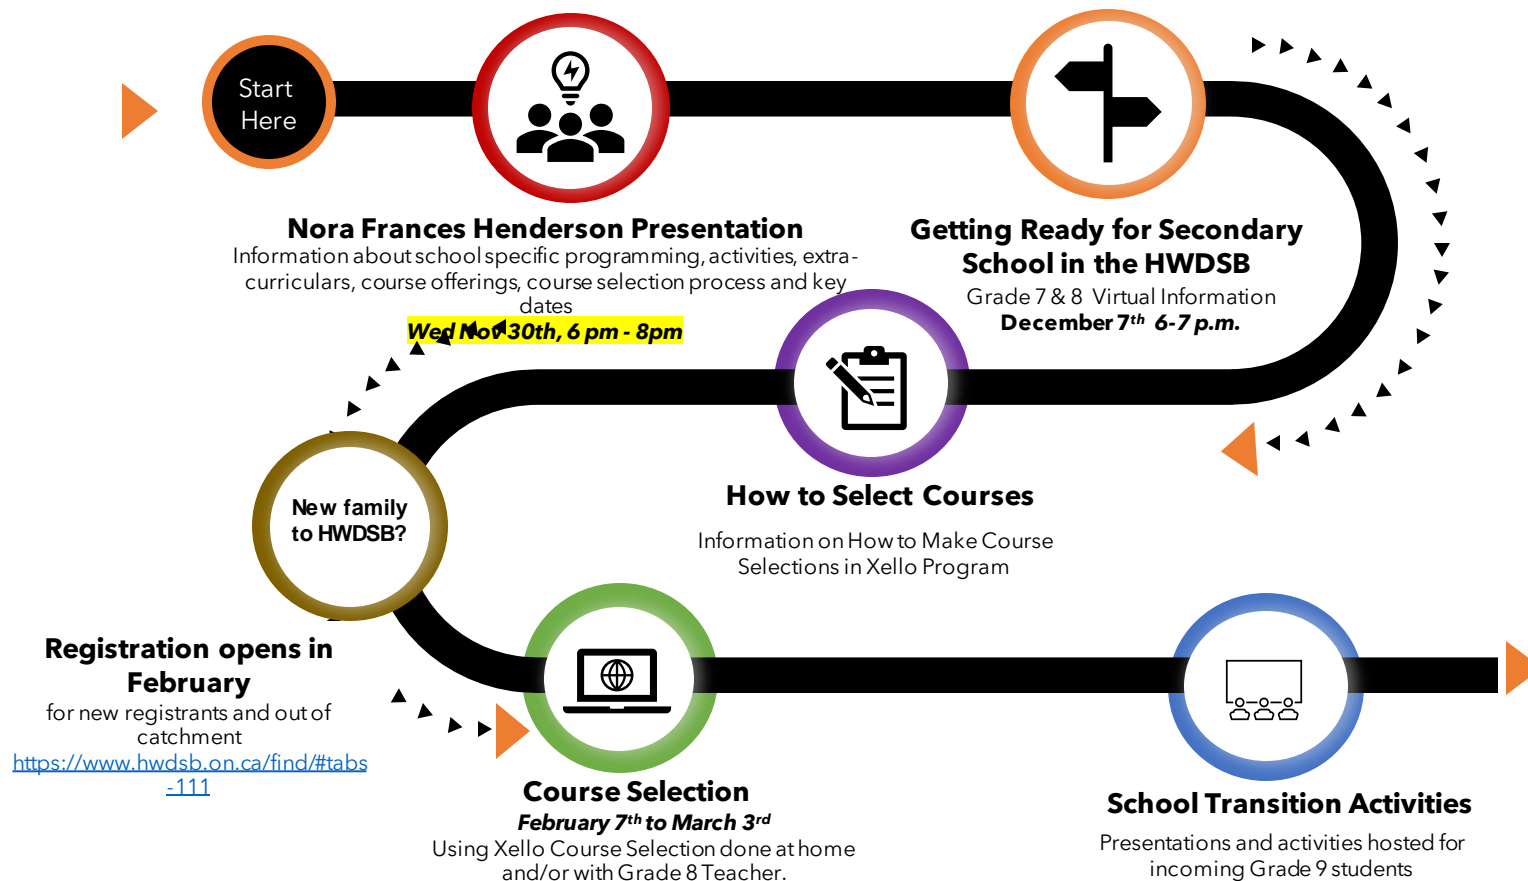 Start
Here
Nora Frances Henderson Presentation
Information about school specific programming, activities, extra-
curriculars, course offerings, course selection process and key
dates
Wed Nov 30th, 6 pm - 8pm
Getting Ready for Secondary
School in the HWDSB
Grade 7 & 8 Virtual Information
December 7th 6-7 p.m.
How to Select Courses
Information on How to Make Course
Selections in Xello Program
New family
to HWDSB?
Registration opens in
February
for new registrants and out of
catchment
https://www.hwdsb.on.ca/find/#tabs
-111
Course Selection
February 7th to March 3rd
Using Xello Course Selection done at home
and/or with Grade 8 Teacher.
School Transition Activities
Presentations and activities hosted for
incoming Grade 9 students